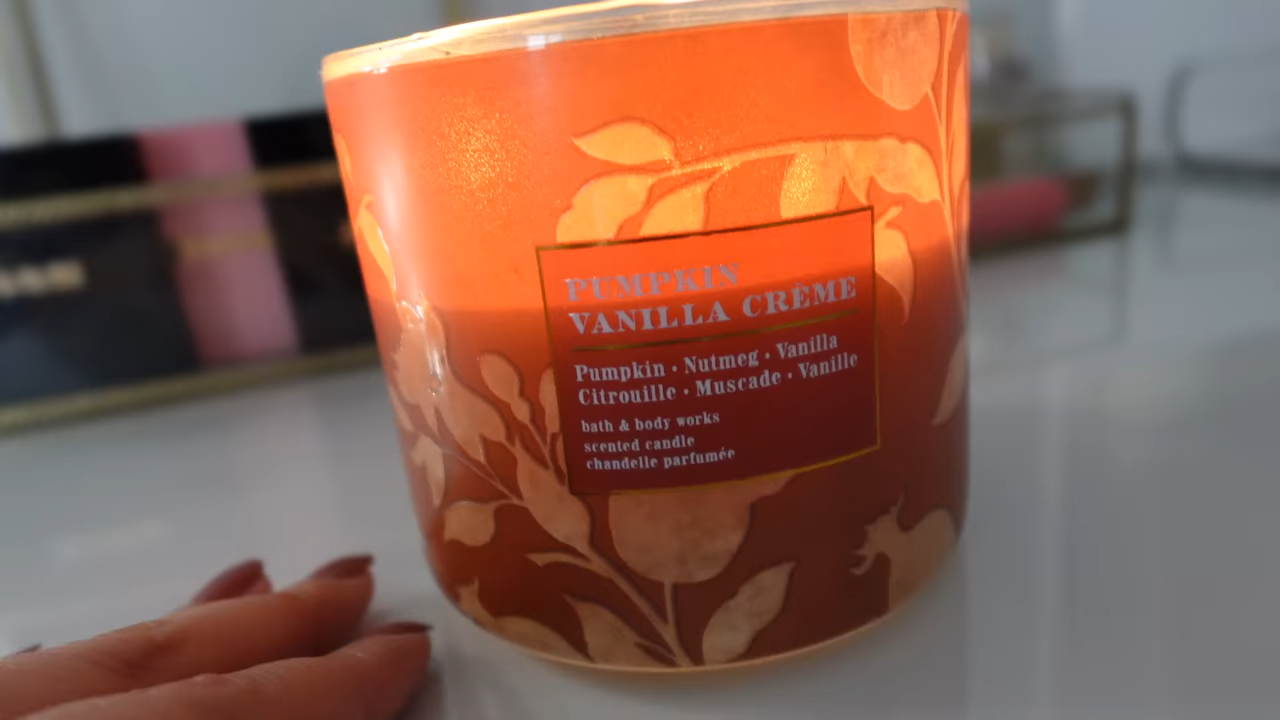 PUMPKIN
VANILLA CRÈME
Pumpkin • Nutmeg • Vanilla
Citrouille • Muscade • Vanille
bath & body works
scented candle
chandelle parfumée